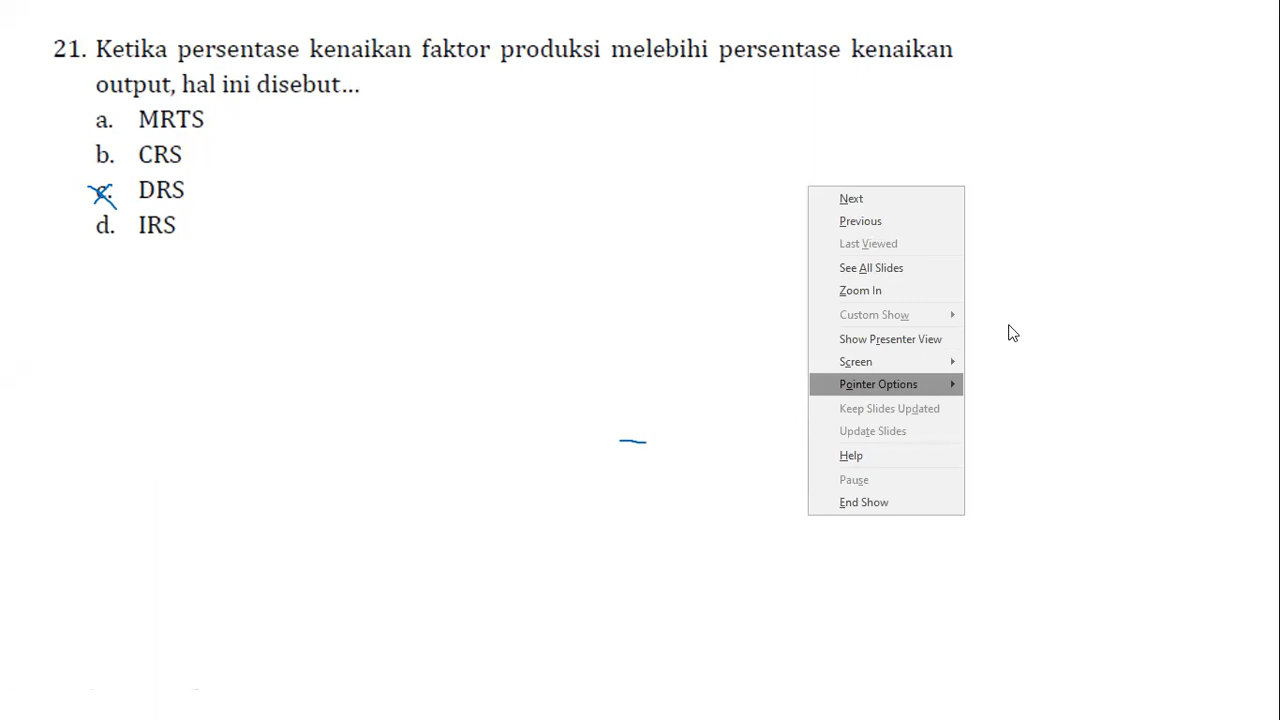 21. Ketika persentase kenaikan faktor produksi melebihi persentase kenaikan
output, hal ini disebut...
a. MRTS
b. CRS
c. DRS
d. IRS
Next
Previous
Last Viewed
See All Slides
Zoom In
Custom Show
Show Presenter View
Screen
Pointer Options
Keep Slides Updated
Update Slides
Help
Pause
End Show